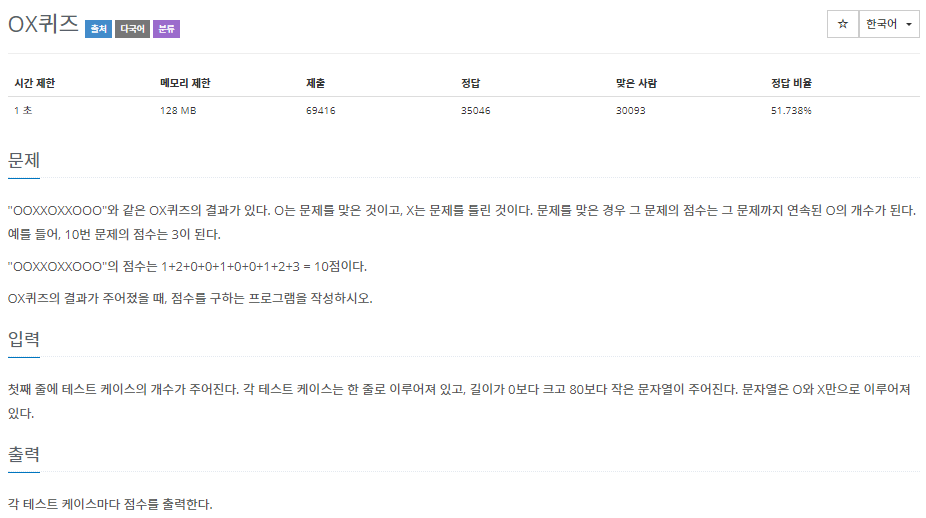 OX퀴즈 출처 다국어 분류 ☆ 한국어
시간 제한 메모리 제한 제출 정답 맞은 사람 정답 비율
1 초 128 MB 69416 35046 30093 51.738%
문제
"OOXXOXXOOO"와 같은 OX퀴즈의 결과가 있다. O는 문제를 맞은 것이고, X는 문제를 틀린 것이다. 문제를 맞은 경우 그 문제의 점수는 그 문제까지 연속된 O의 개수가 된다.
예를 들어, 10번 문제의 점수는 3이 된다.
"OOXXOXXOOO"의 점수는 1+2+0+0+1+0+0+1+2+3 = 10점이다.
OX퀴즈의 결과가 주어졌을 때, 점수를 구하는 프로그램을 작성하시오.
입력
첫째 줄에 테스트 케이스의 개수가 주어진다. 각 테스트 케이스는 한 줄로 이루어져 있고, 길이가 0보다 크고 80보다 작은 문자열이 주어진다. 문자열은 O와 X만으로 이루어져
있다.
출력
각 테스트 케이스마다 점수를 출력한다.